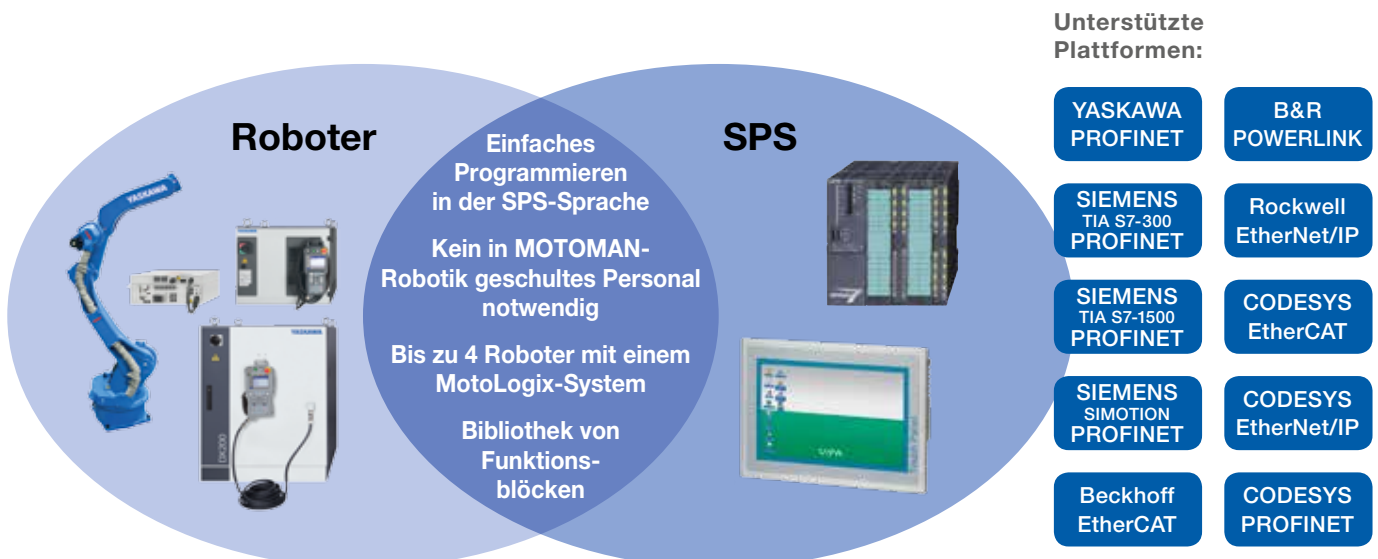 Unterstützte
Plattformen:
Roboter
SPS
Einfaches
Programmieren
in der SPS-Sprache
Kein in MOTOMAN-
Robotik geschultes Personal
notwendig
Bis zu 4 Roboter mit einem
MotoLogix-System
Bibliothek von
Funktions-
blöcken
YASKAWA
YASKAWA
DX200
YASKAWA
PROFINET
B&R
POWERLINK
SIEMENS
TIA S7-300
PROFINET
Rockwell
EtherNet/IP
SIEMENS
TIA S7-1500
PROFINET
CODESYS
EtherCAT
SIEMENS
SIMOTION
PROFINET
CODESYS
EtherNet/IP
Beckhoff
EtherCAT
CODESYS
PROFINET